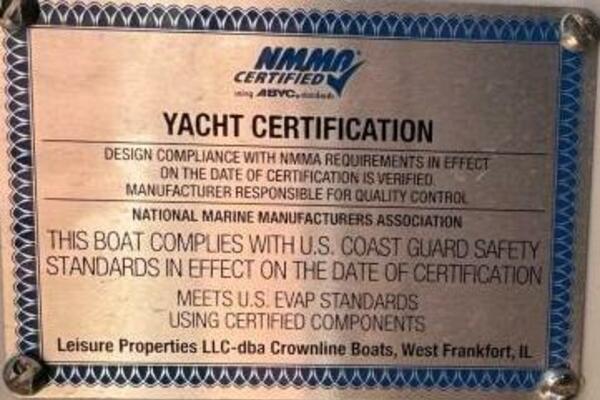 NMMA®
CERTIFIED
using ABYC® standards
YACHT CERTIFICATION
DESIGN COMPLIANCE WITH NMMA REQUIREMENTS IN EFFECT
ON THE DATE OF CERTIFICATION IS VERIFIED.
MANUFACTURER RESPONSIBLE FOR QUALITY CONTROL
NATIONAL MARINE MANUFACTURERS ASSOCIATION
THIS BOAT COMPLIES WITH U.S. COAST GUARD SAFETY
STANDARDS IN EFFECT ON THE DATE OF CERTIFICATION
MEETS U.S. EVAP STANDARDS
USING CERTIFIED COMPONENTS
Leisure Properties LLC-dba Crownline Boats, West Frankfort, IL